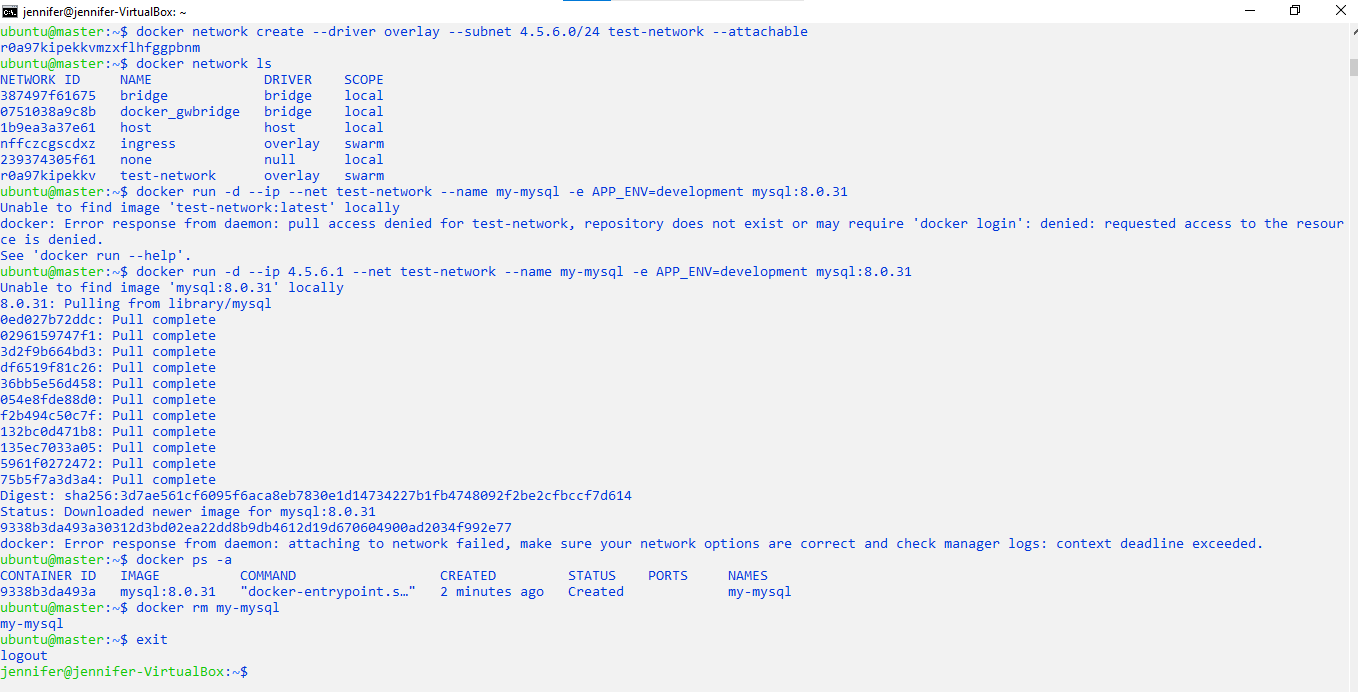 jennifer@jennifer-VirtualBox: ~
ubuntu@master:~$ docker network create --driver overlay --subnet 4.5.6.0/24 test-network --attachable
r0a97kipekkvmzxflhfggpbnm
ubuntu@master:~$ docker network ls
NETWORK ID     NAME              DRIVER    SCOPE
387497f61675   bridge            bridge    local
0751038a9c8b   docker_gwbridge   bridge    local
1b9ea3a37e61   host              host      local
nffczcgscdxz   ingress           overlay   swarm
239374305f61   none              null      local
r0a97kipekkv   test-network      overlay   swarm
ubuntu@master:~$ docker run -d --ip --net test-network --name my-mysql -e APP_ENV=development mysql:8.0.31
Unable to find image 'test-network:latest' locally
docker: Error response from daemon: pull access denied for test-network, repository does not exist or may require 'docker login': denied: requested access to the resour
ce is denied.
See 'docker run --help'.
ubuntu@master:~$ docker run -d --ip 4.5.6.1 --net test-network --name my-mysql -e APP_ENV=development mysql:8.0.31
Unable to find image 'mysql:8.0.31' locally
8.0.31: Pulling from library/mysql
0ed027b72ddc: Pull complete
0296159747f1: Pull complete
3d2f9b664bd3: Pull complete
df6519f81c26: Pull complete
36bb5e56d458: Pull complete
054e8fde88d0: Pull complete
f2b494c50c7f: Pull complete
132bc0d471b8: Pull complete
135ec7033a05: Pull complete
5961f0272472: Pull complete
75b5f7a3d3a4: Pull complete
Digest: sha256:3d7ae561cf6095f6aca8eb7830e1d14734227b1fb4748092f2be2cfbccf7d614
Status: Downloaded newer image for mysql:8.0.31
9338b3da493a30312d3bd02ea22dd8b9db4612d19d670604900ad2034f992e77
docker: Error response from daemon: attaching to network failed, make sure your network options are correct and check manager logs: context deadline exceeded.
ubuntu@master:~$ docker ps -a
CONTAINER ID   IMAGE          COMMAND                  CREATED         STATUS    PORTS     NAMES
9338b3da493a   mysql:8.0.31   "docker-entrypoint.s…"   2 minutes ago   Created             my-mysql
ubuntu@master:~$ docker rm my-mysql
my-mysql
ubuntu@master:~$ exit
logout
jennifer@jennifer-VirtualBox:~$